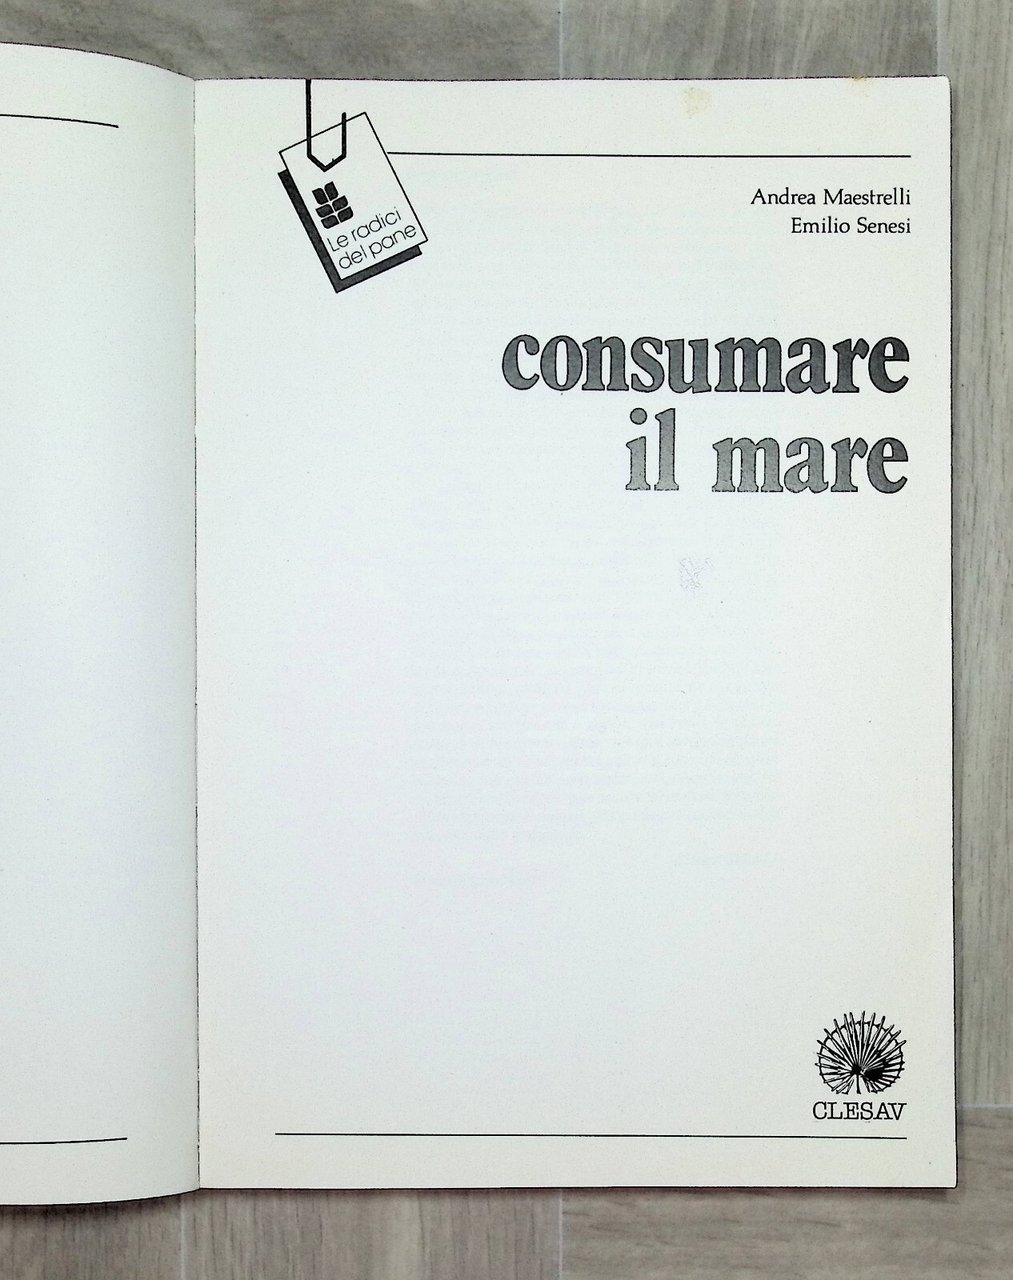 Le radici
del pane
Andrea Maestrelli
Emilio Senesi
consumare
il mare
CLESAV